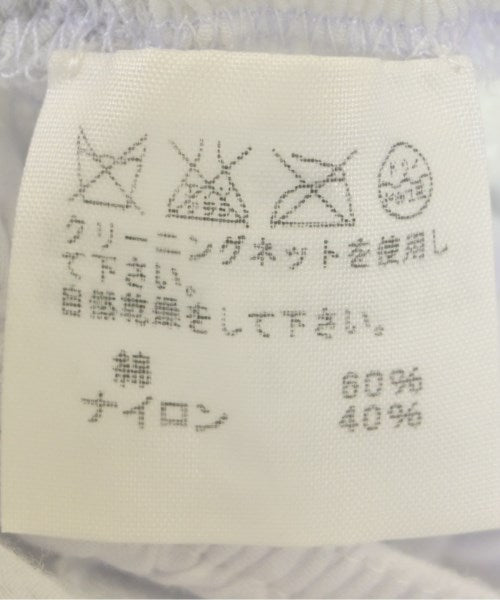 クリーニングネットを使用し
て下さい。
自然乾燥をして下さい。
綿 60%
ナイロン 40%